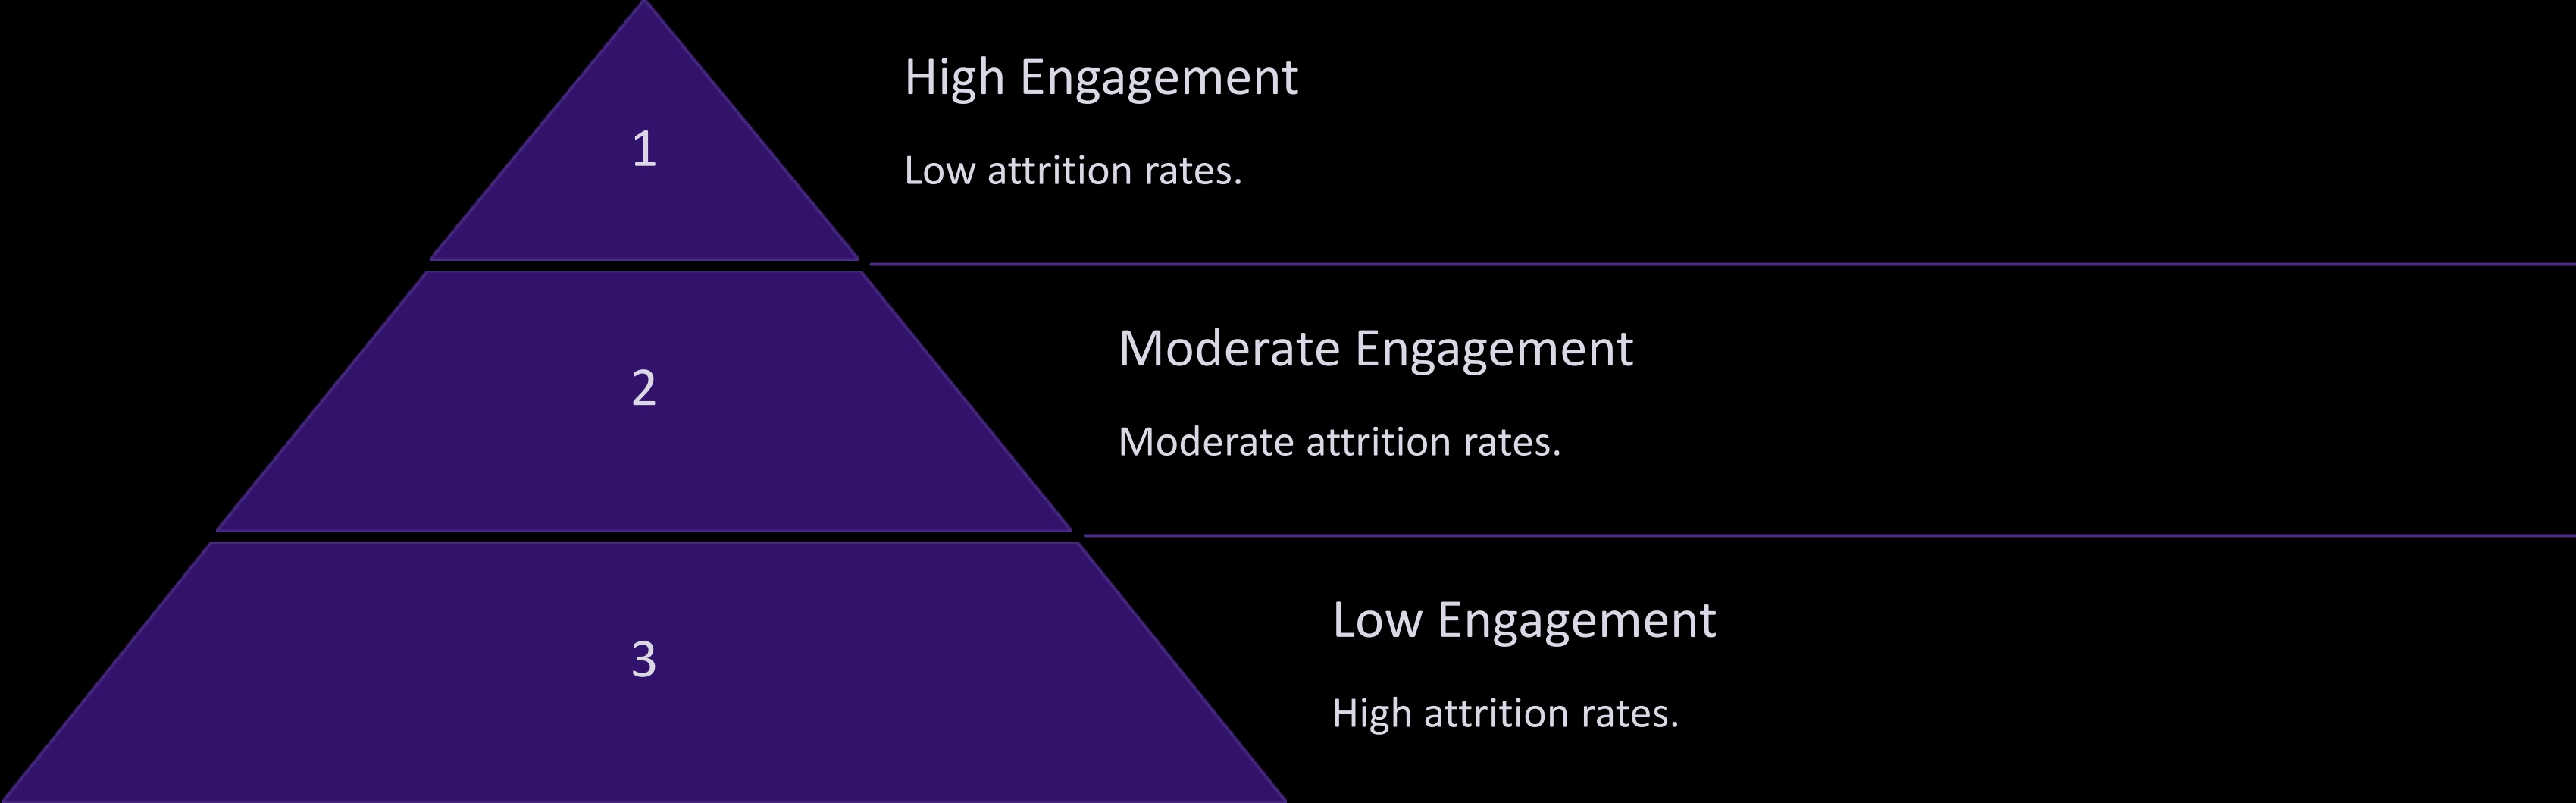 1
High Engagement
Low attrition rates.
2
Moderate Engagement
Moderate attrition rates.
3
Low Engagement
High attrition rates.